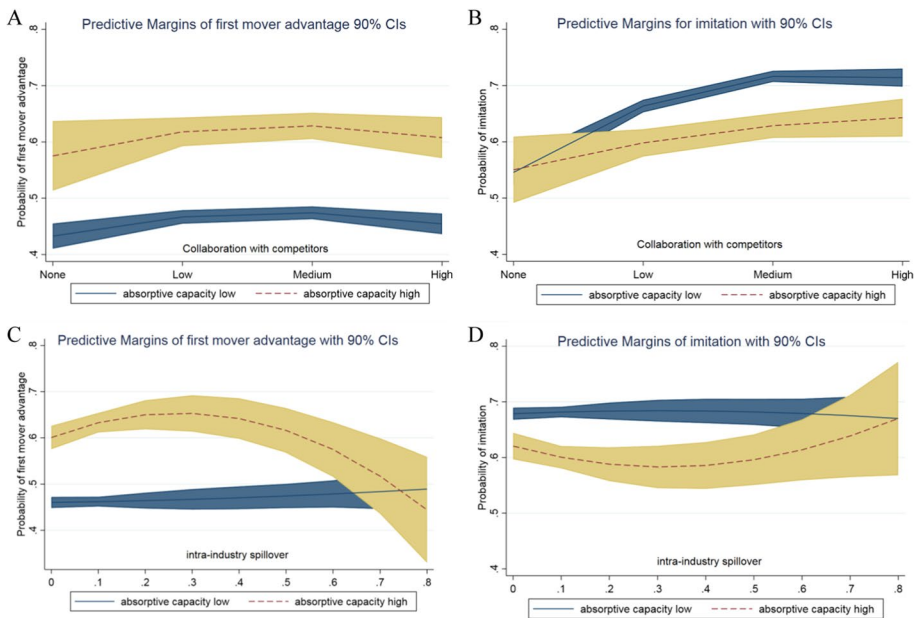 A
Predictive Margins of first mover advantage 90% CIs
Probability of first mover advantage
.8
.7
.6
.5
.4
Collaboration with competitors
None Low Medium High
absorptive capacity low absorptive capacity high
B
Predictive Margins for imitation with 90% CIs
Probability of imitation
.8
.7
.6
.5
.4
Collaboration with competitors
None Low Medium High
absorptive capacity low absorptive capacity high
C
Predictive Margins of first mover advantage with 90% CIs
Probability of first mover advantage
.8
.7
.6
.5
.4
intra-industry spillover
0 .1 .2 .3 .4 .5 .6 .7 .8
absorptive capacity low absorptive capacity high
D
Predictive Margins of imitation with 90% CIs
Probability of imitation
.8
.7
.6
.5
.4
intra-industry spillover
0 .1 .2 .3 .4 .5 .6 .7 .8
absorptive capacity low absorptive capacity high